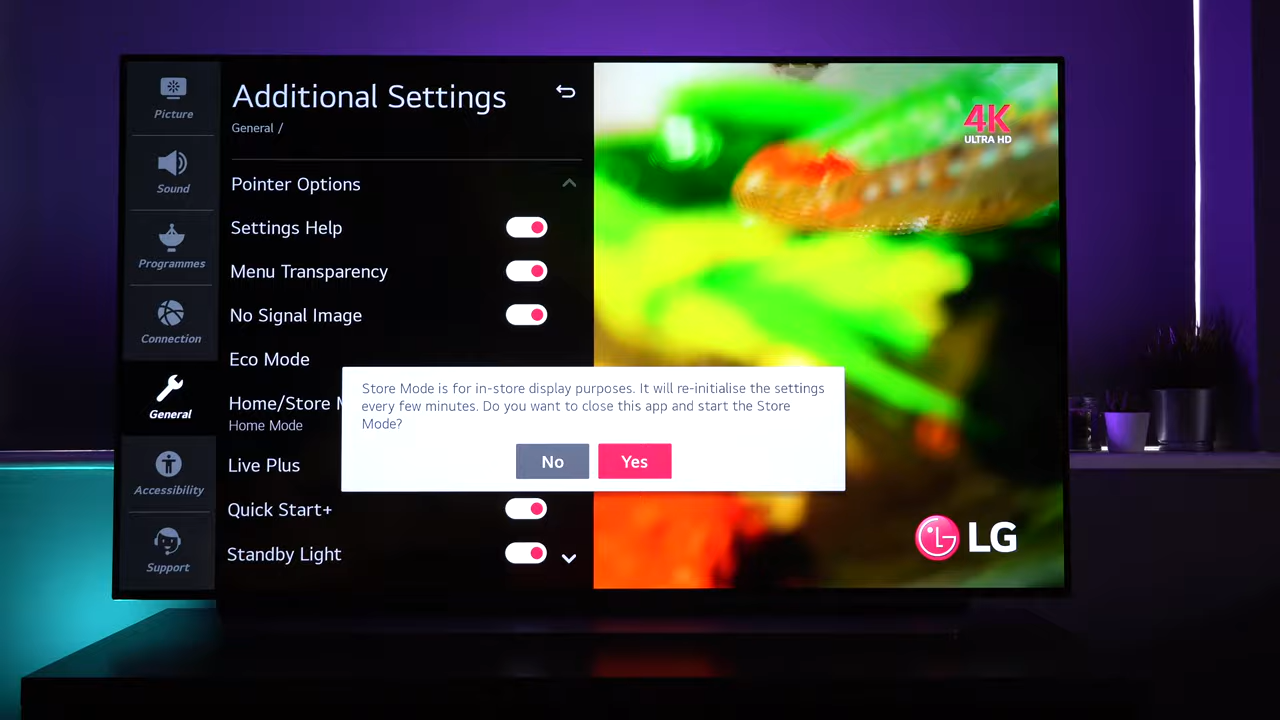 Picture
Sound
Programmes
Connection
General
Accessibility
Support
Additional Settings
General /
Pointer Options
Settings Help
Menu Transparency
No Signal Image
Eco Mode
Home/Store M
Home Mode
Live Plus
Quick Start+
Standby Light
Store Mode is for in-store display purposes. It will re-initialise the settings
every few minutes. Do you want to close this app and start the Store
Mode?
No
Yes
4K
ULTRA HD
LG